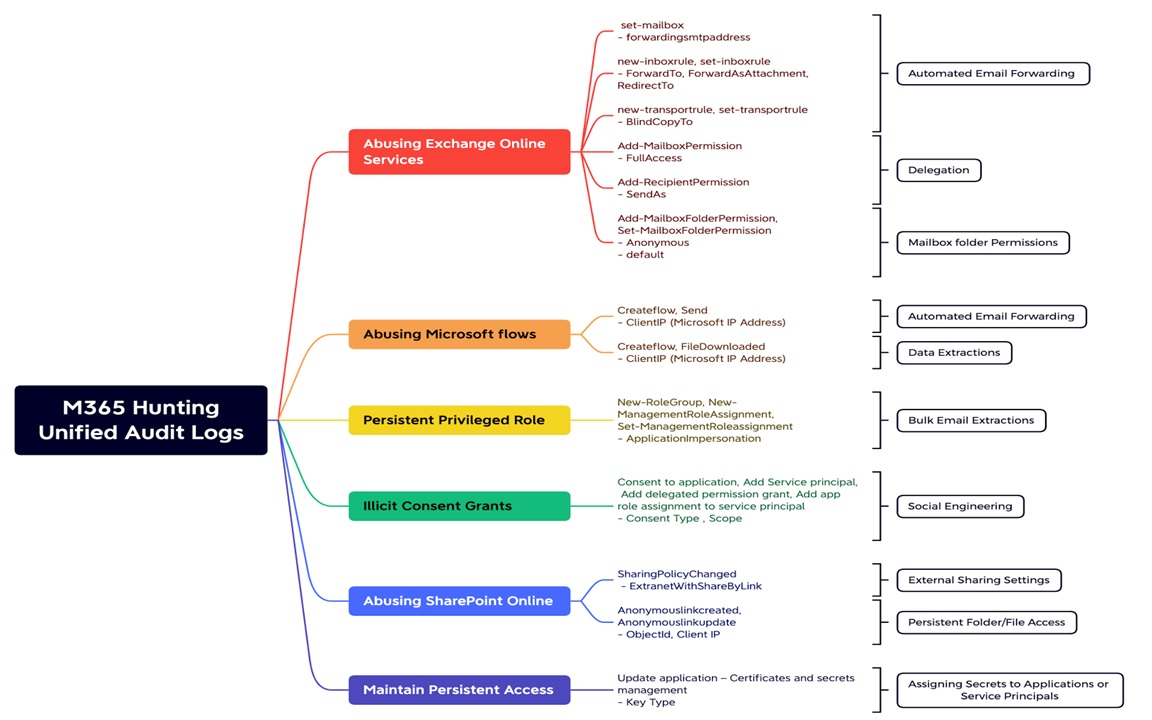 M365 Hunting
Unified Audit Logs
Abusing Exchange Online
Services
set-mailbox
- forwardingsmtpaddress
new-inboxrule, set-inboxrule
- ForwardTo, ForwardAsAttachment,
RedirectTo
new-transportrule, set-transportrule
- BlindCopyTo
Automated Email Forwarding
Add-MailboxPermission
- FullAccess
Add-RecipientPermission
- SendAs
Delegation
Add-MailboxFolderPermission,
Set-MailboxFolderPermission
- Anonymous
- default
Mailbox folder Permissions
Abusing Microsoft flows
Createflow, Send
- ClientIP (Microsoft IP Address)
Automated Email Forwarding
Createflow, FileDownloaded
- ClientIP (Microsoft IP Address)
Data Extractions
Persistent Privileged Role
New-RoleGroup, New-
ManagementRoleAssignment,
Set-ManagementRoleassignment
- ApplicationImpersonation
Bulk Email Extractions
Illicit Consent Grants
Consent to application, Add Service principal,
Add delegated permission grant, Add app
role assignment to service principal
- Consent Type , Scope
Social Engineering
Abusing SharePoint Online
SharingPolicyChanged
- ExtranetWithShareByLink
External Sharing Settings
Anonymouslinkcreated,
Anonymouslinkupdate
- ObjectId, Client IP
Persistent Folder/File Access
Maintain Persistent Access
Update application – Certificates and secrets
management
- Key Type
Assigning Secrets to Applications or
Service Principals